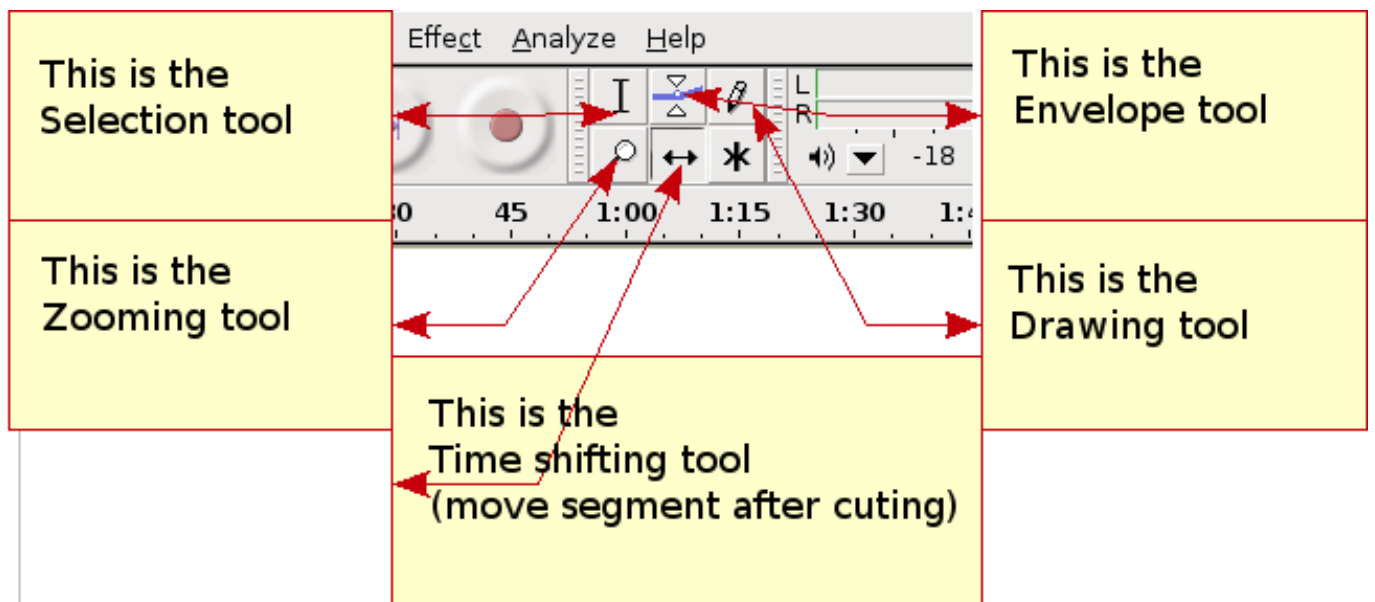 This is the
Selection tool
Effect Analyze Help
This is the
Envelope tool
L
R
-18
45 1:00 1:15 1:30
This is the
Zooming tool
This is the
Drawing tool
This is the
Time shifting tool
(move segment after cuting)